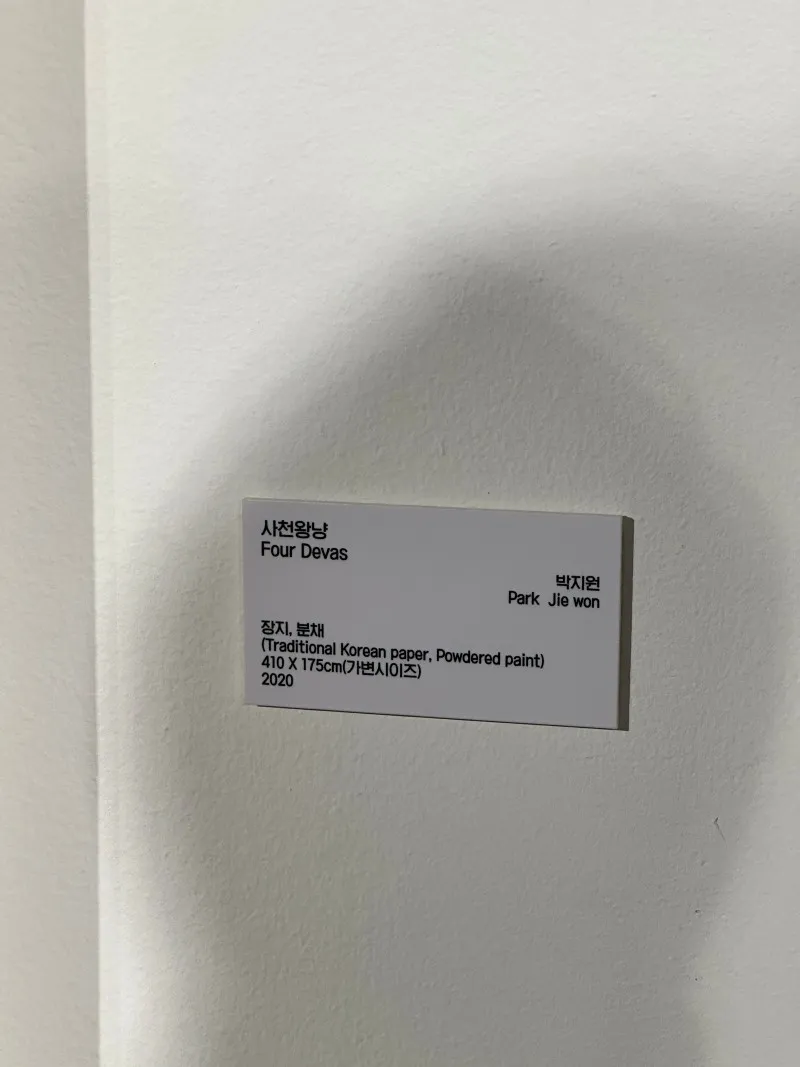 사천왕냥
Four Devas
박지원
Park Jie won
장지, 분채
(Traditional Korean paper, Powdered paint)
410 X 175cm(가변시이즈)
2020